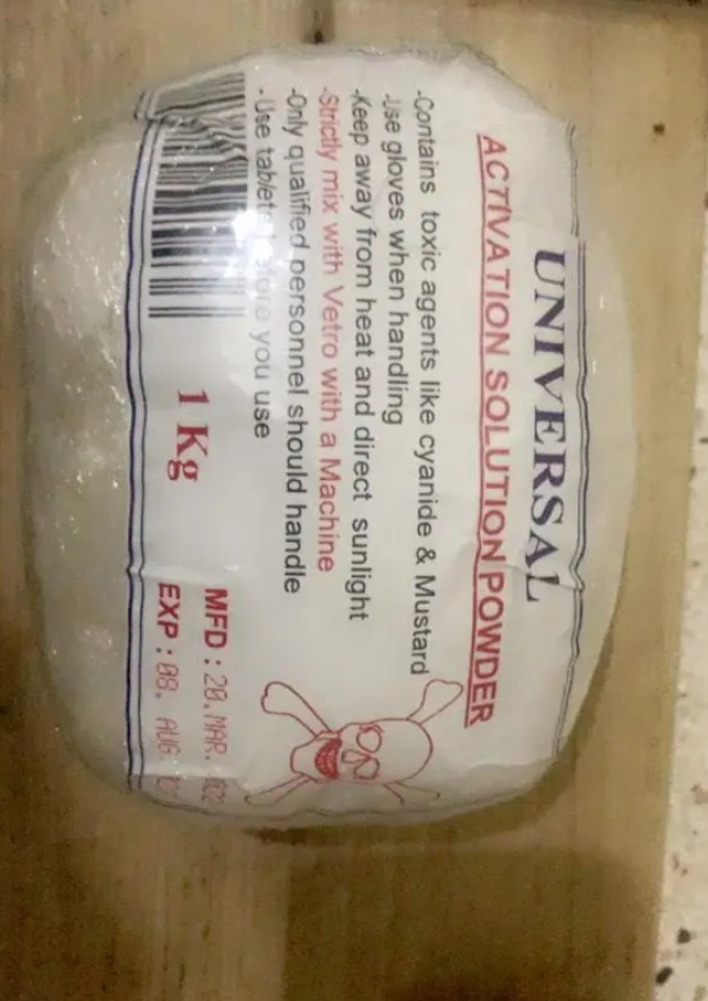 UNIVERSAL
ACTIVATION SOLUTION POWDER
-Contains toxic agents like cyanide & Mustard
-Use gloves when handling
-Keep away from heat and direct sunlight
-Strictly mix with Vetro with a Machine
-Only qualified personnel should handle
-Use tablets before you use
1 Kg
MFD : 20. MAR.
EXP : 08. AUG